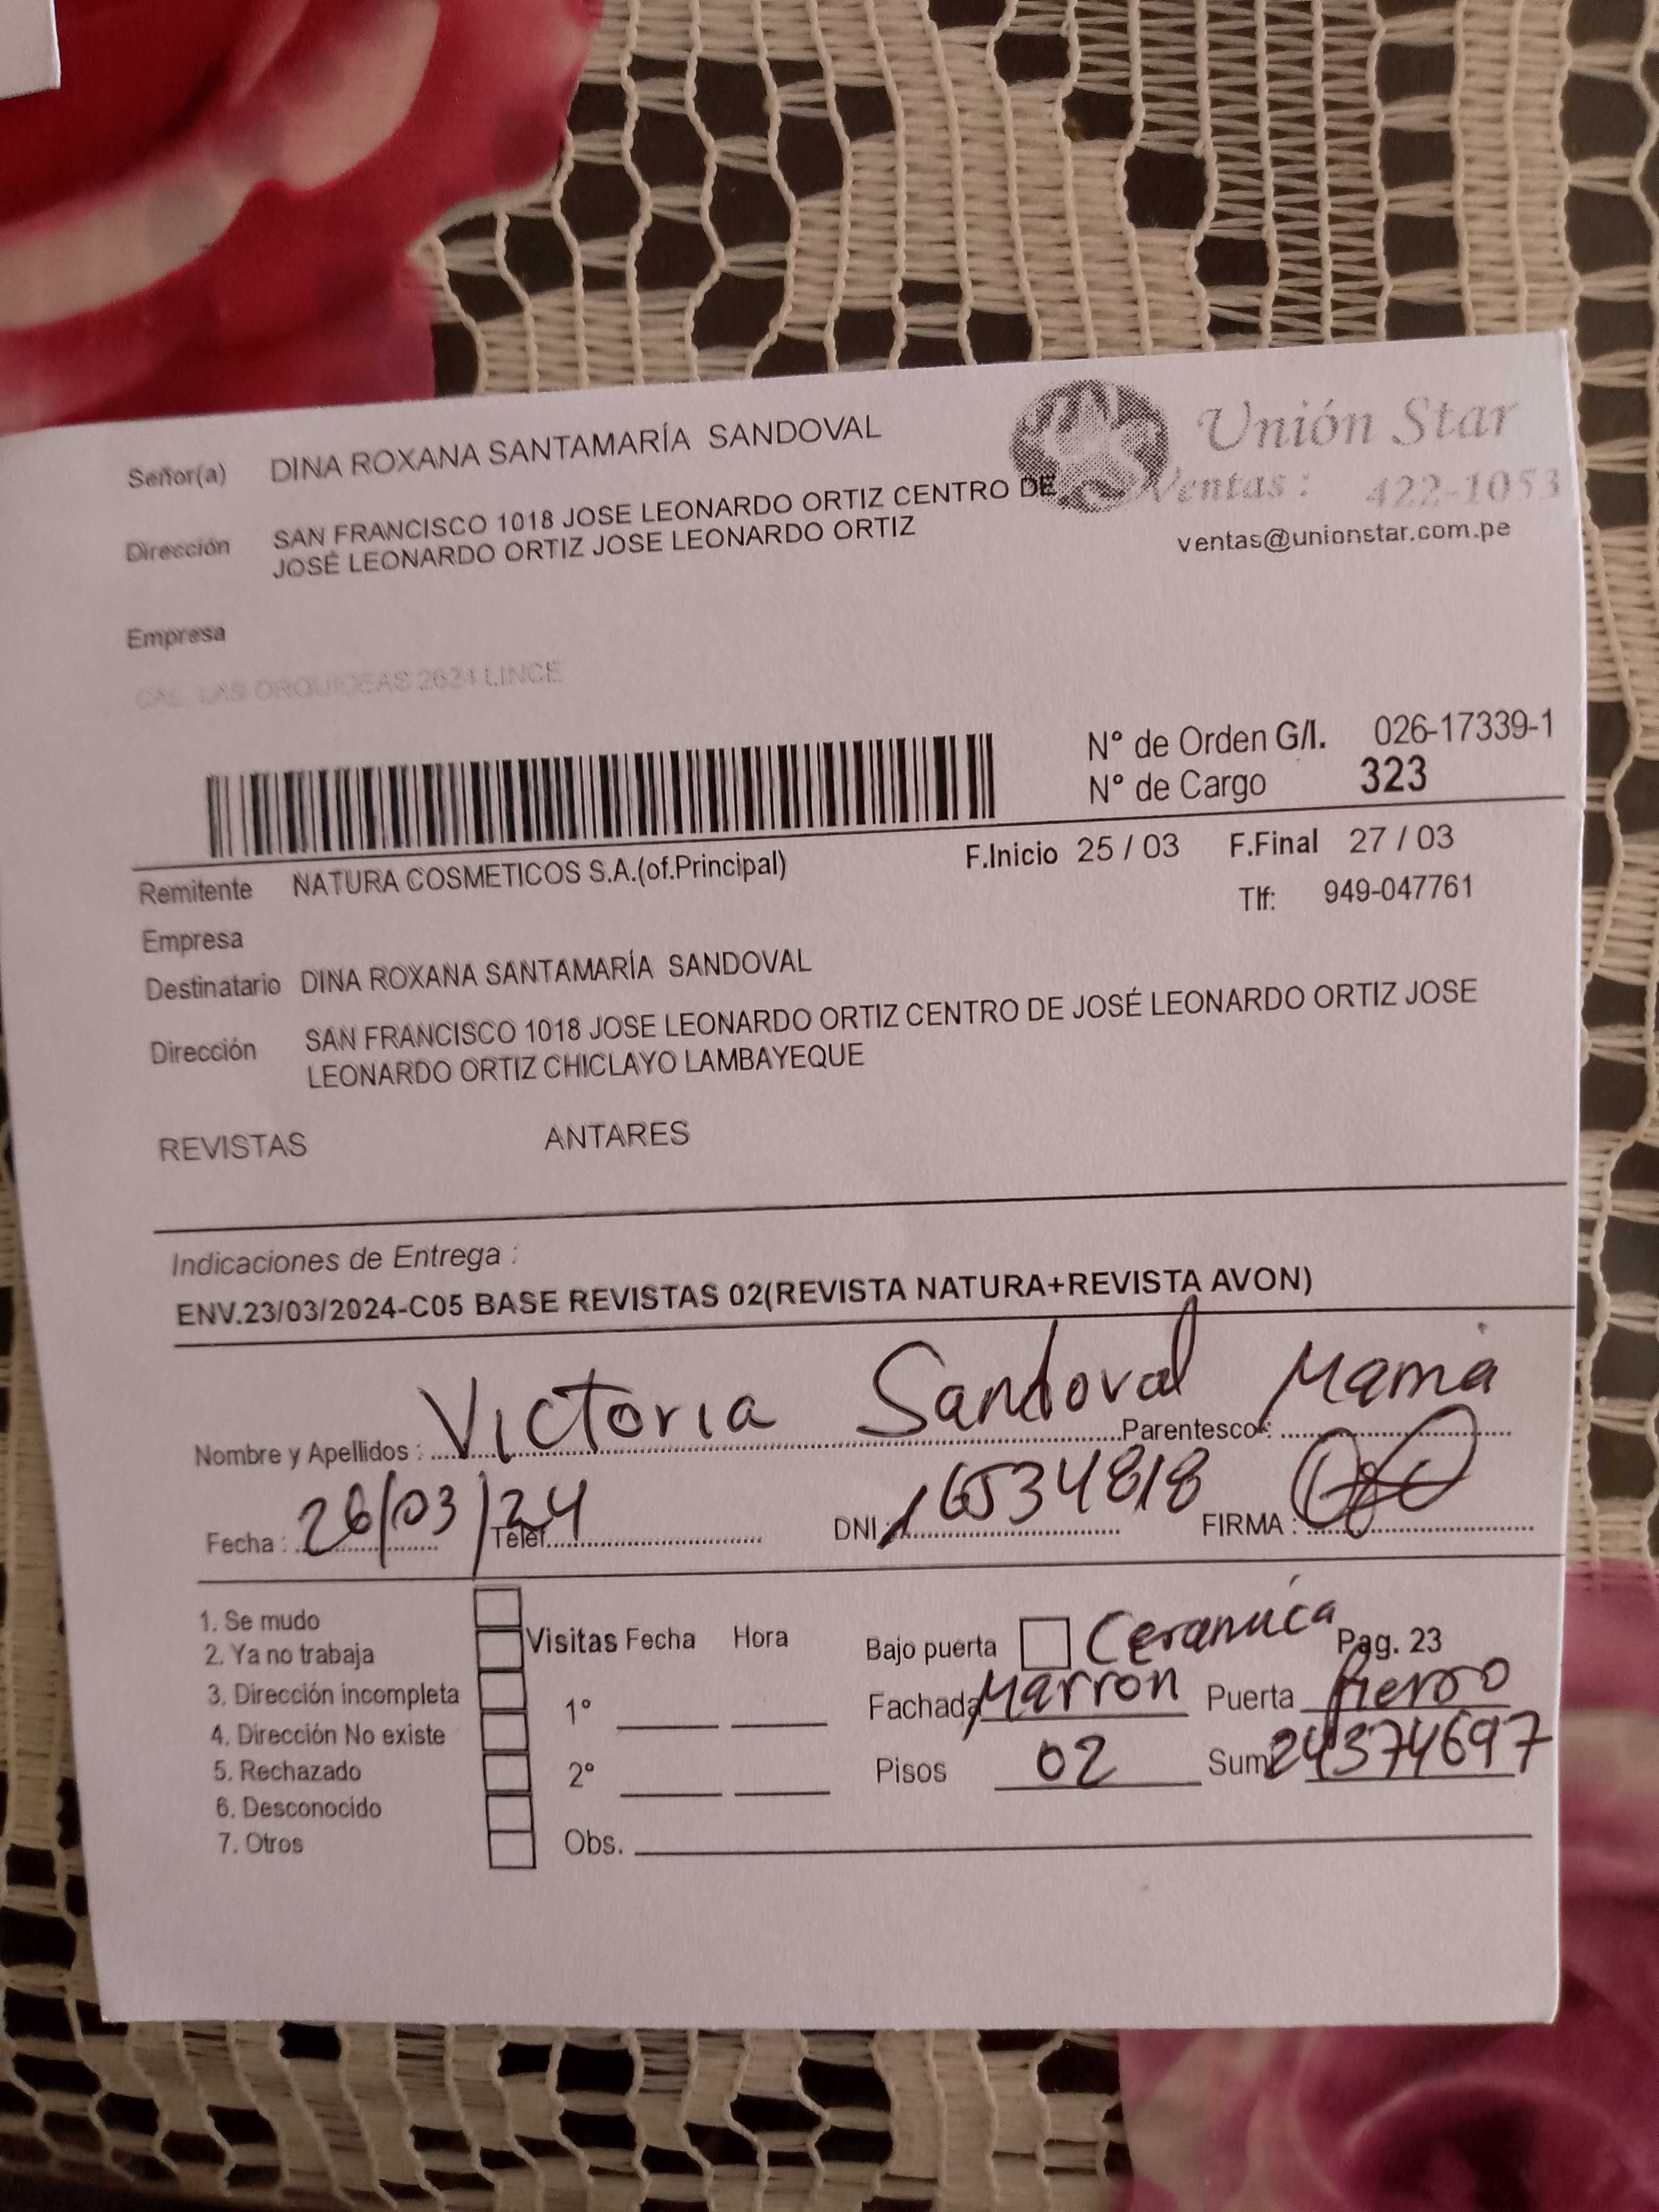 Señor(a) DINA ROXANA SANTAMARÍA SANDOVAL
Unión Star
Ventas : 422-1053
ventas@unionstar.com.pe
Dirección SAN FRANCISCO 1018 JOSE LEONARDO ORTIZ CENTRO DE
JOSÉ LEONARDO ORTIZ JOSE LEONARDO ORTIZ
Empresa
CAL. LAS ORQUIDEAS 2624 LINCE
N° de Orden G/I. 026-17339-1
N° de Cargo 323
Remitente NATURA COSMETICOS S.A.(of.Principal) F.Inicio 25 / 03 F.Final 27 / 03
Tlf: 949-047761
Empresa
Destinatario DINA ROXANA SANTAMARÍA SANDOVAL
Dirección SAN FRANCISCO 1018 JOSE LEONARDO ORTIZ CENTRO DE JOSÉ LEONARDO ORTIZ JOSE
LEONARDO ORTIZ CHICLAYO LAMBAYEQUE
REVISTAS ANTARES
Indicaciones de Entrega :
ENV.23/03/2024-C05 BASE REVISTAS 02(REVISTA NATURA+REVISTA AVON)
Nombre y Apellidos : Victoria Sandoval Parentesco : Mamá
Fecha : 26/03/24 Telef. DNI : 16534818 FIRMA :
1. Se mudo
2. Ya no trabaja
3. Dirección incompleta
4. Dirección No existe
5. Rechazado
6. Desconocido
7. Otros
Visitas Fecha Hora
1°
2°
Obs.
Bajo puerta Ceramica Pag. 23
Fachada Marron Puerta fierro
Pisos 02 Sum 24374697